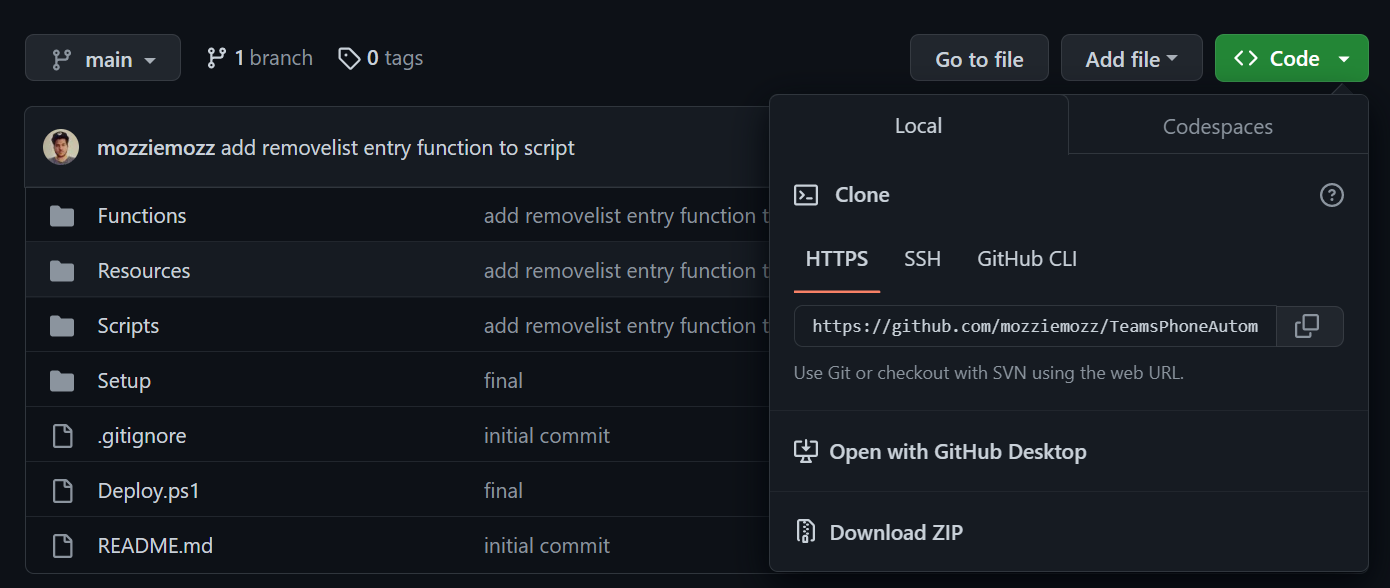 main 1 branch 0 tags Go to file Add file Code
mozziemozz add removelist entry function to script
Functions add removelist entry function t
Resources add removelist entry function t
Scripts add removelist entry function t
Setup final
.gitignore initial commit
Deploy.ps1 final
README.md initial commit
Local Codespaces
Clone
HTTPS SSH GitHub CLI
https://github.com/mozziemozz/TeamsPhoneAutom
Use Git or checkout with SVN using the web URL.
Open with GitHub Desktop
Download ZIP